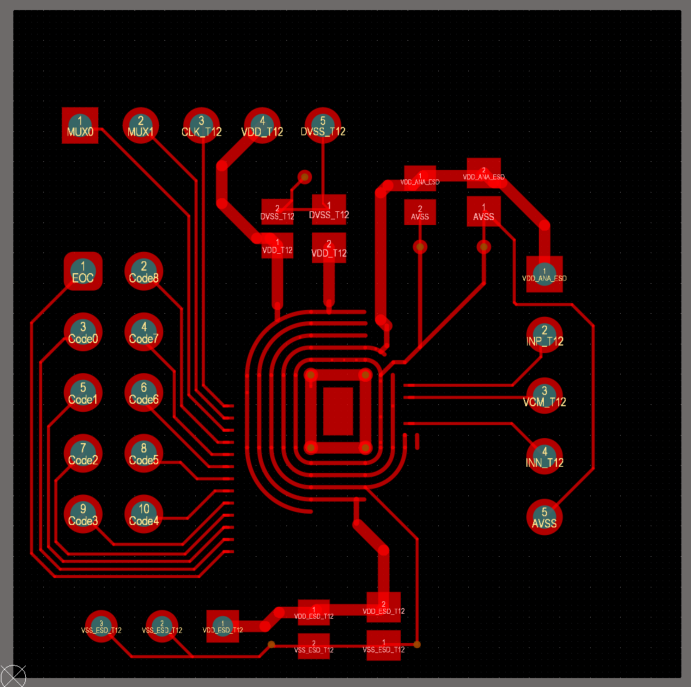 1 2 3 4 5
MUX0 MUX1 CLK_T12 VDD_T12 DVSS_T12
1 2
VDD_ANA_ESD VDD_ANA_ESD
2 1 2 1
DVSS_T12 DVSS_T12 AVSS AVSS
1 2
VDD_T12 VDD_T12
1 2 1
EOC Code8 VDD_ANA_ESD
3 4 2
Code0 Code7 INP_T12
5 6 3
Code1 Code6 VCM_T12
7 8 4
Code2 Code5 INN_T12
9 10 5
Code3 Code4 AVSS
3 2 1 1 2
VSS_ESD_T12 VSS_ESD_T12 VDD_ESD_T12 VDD_ESD_T12 VDD_ESD_T12
2 1
VSS_ESD_T12 VSS_ESD_T12